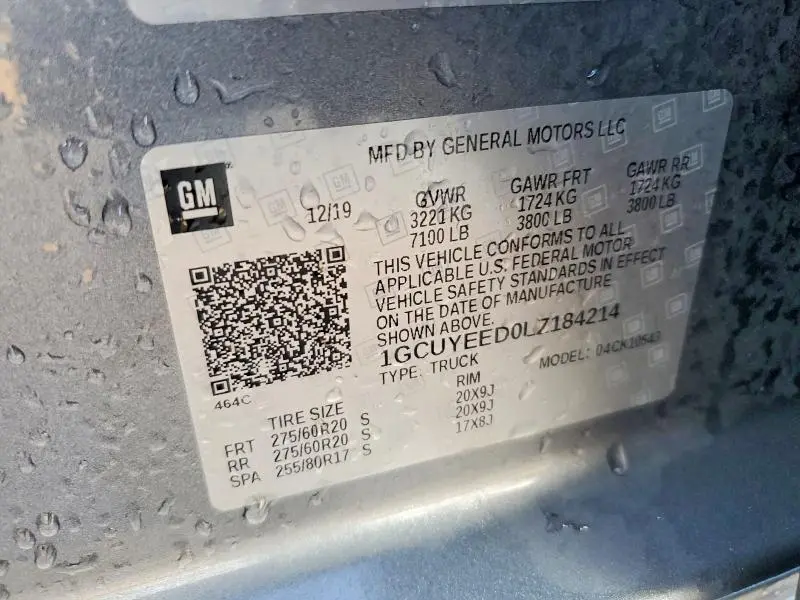 MFD BY GENERAL MOTORS LLC
GM
12/19
GVWR GAWR FRT GAWR RR
3221 KG 1724 KG 1724 KG
7100 LB 3800 LB 3800 LB
THIS VEHICLE CONFORMS TO ALL
APPLICABLE U.S. FEDERAL MOTOR
VEHICLE SAFETY STANDARDS IN EFFECT
ON THE DATE OF MANUFACTURE
SHOWN ABOVE.
1GCUYEED0LZ184214
TYPE: TRUCK MODEL: 04CK10543
464C
TIRE SIZE RIM
FRT 275/60R20 S 20X9J
RR 275/60R20 S 20X9J
SPA 255/80R17 S 17X8J